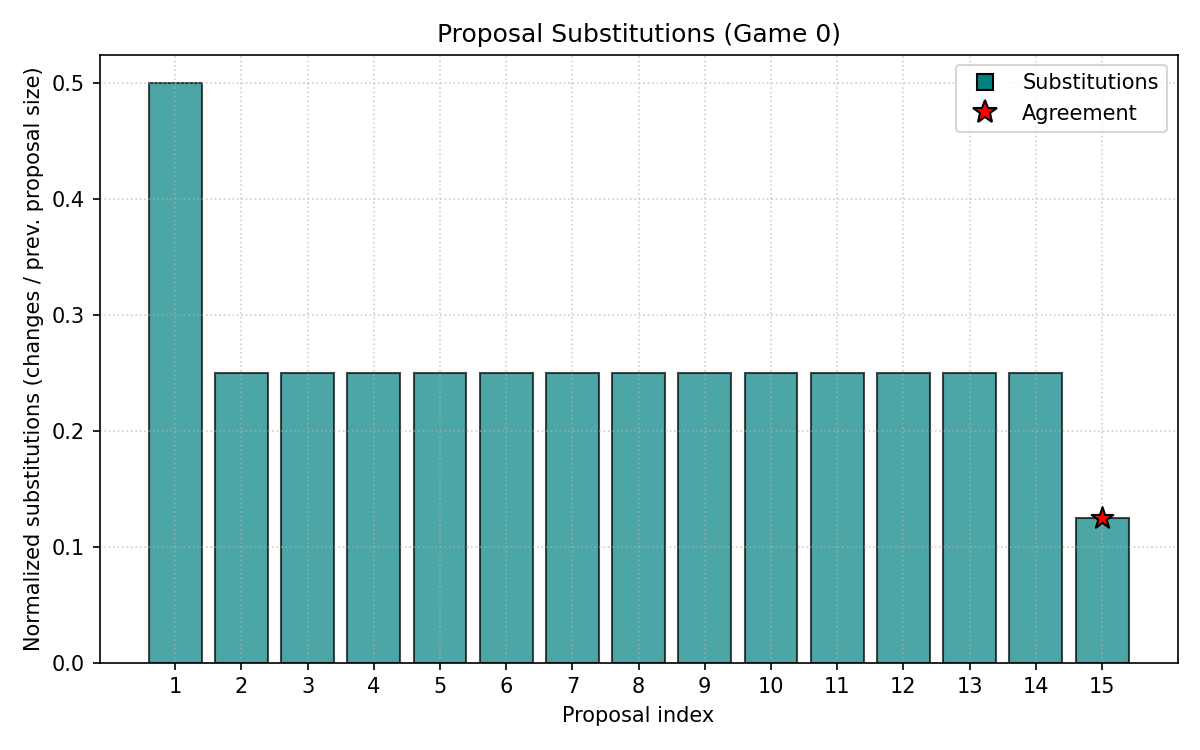 Proposal Substitutions (Game 0)
Normalized substitutions (changes / prev. proposal size)
0.5
0.4
0.3
0.2
0.1
0.0
Substitutions
Agreement
1 2 3 4 5 6 7 8 9 10 11 12 13 14 15
Proposal index